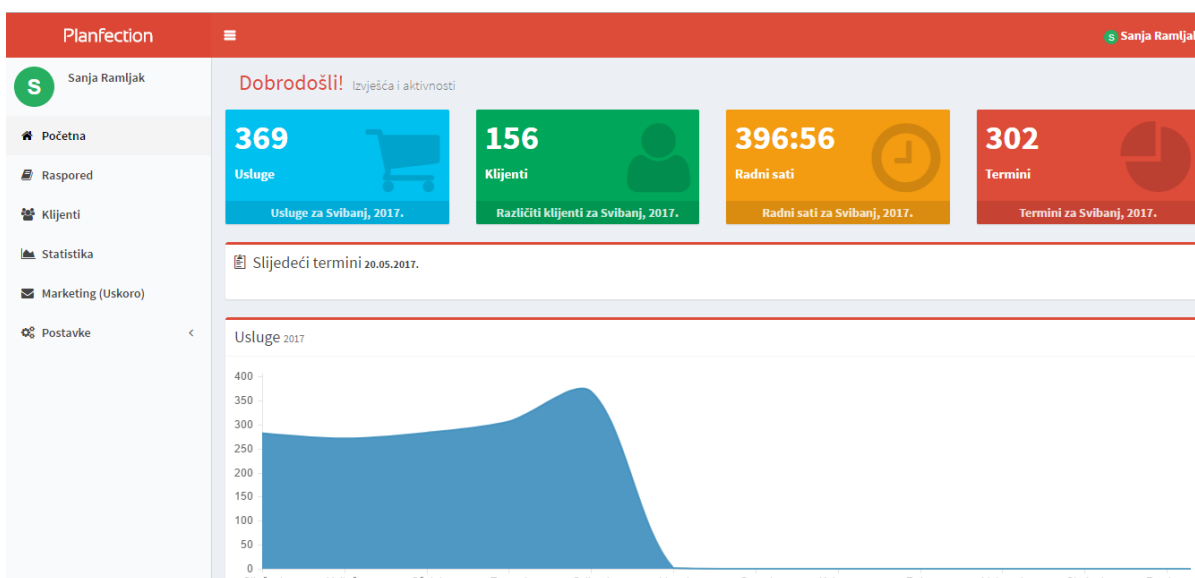 Planfection
S Sanja Ramljak
S Sanja Ramljak
Početna
Raspored
Klijenti
Statistika
Marketing (Uskoro)
Postavke
Dobrodošli! Izvješća i aktivnosti
369
Usluge
Usluge za Svibanj, 2017.
156
Klijenti
Različiti klijenti za Svibanj, 2017.
396:56
Radni sati
Radni sati za Svibanj, 2017.
302
Termini
Termini za Svibanj, 2017.
Slijedeći termini 20.05.2017.
Usluge 2017
400
350
300
250
200
150
100
50
0